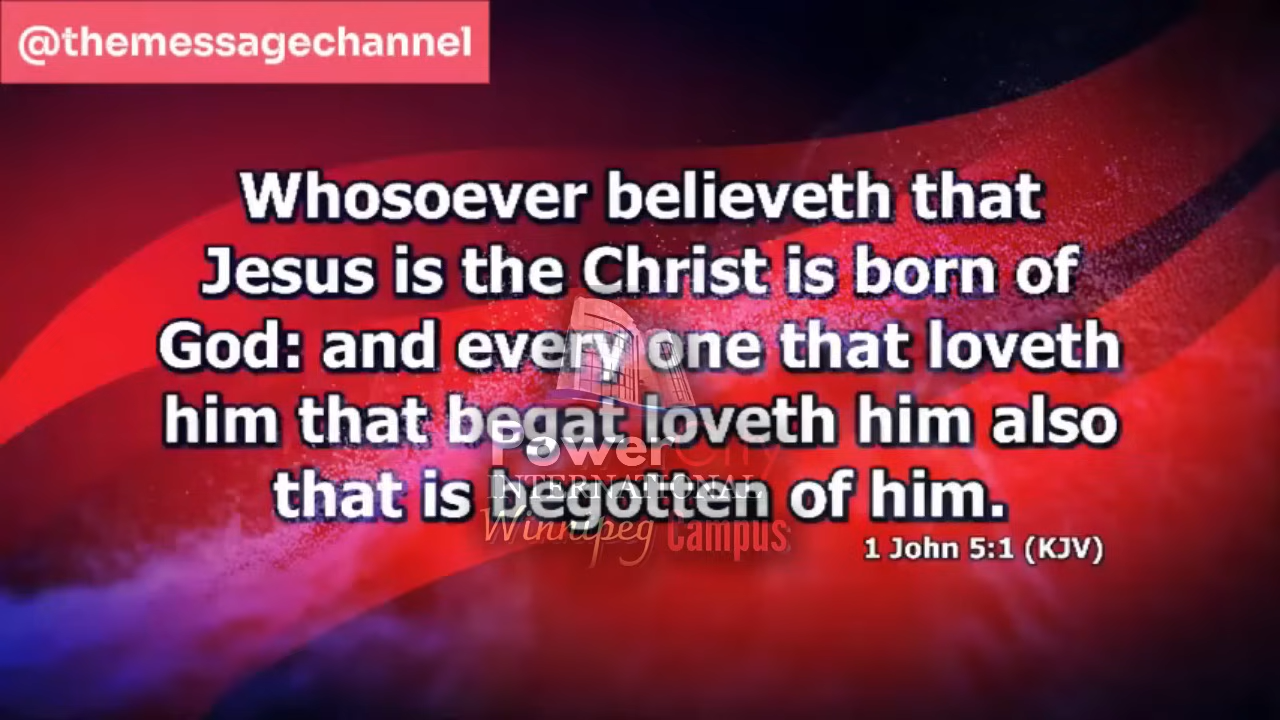 @themessagechannel
Whosoever believeth that
Jesus is the Christ is born of
God: and every one that loveth
him that begat loveth him also
that is begotten of him.
1 John 5:1 (KJV)
PowerCity
INTERNATIONAL
Winnipeg Campus